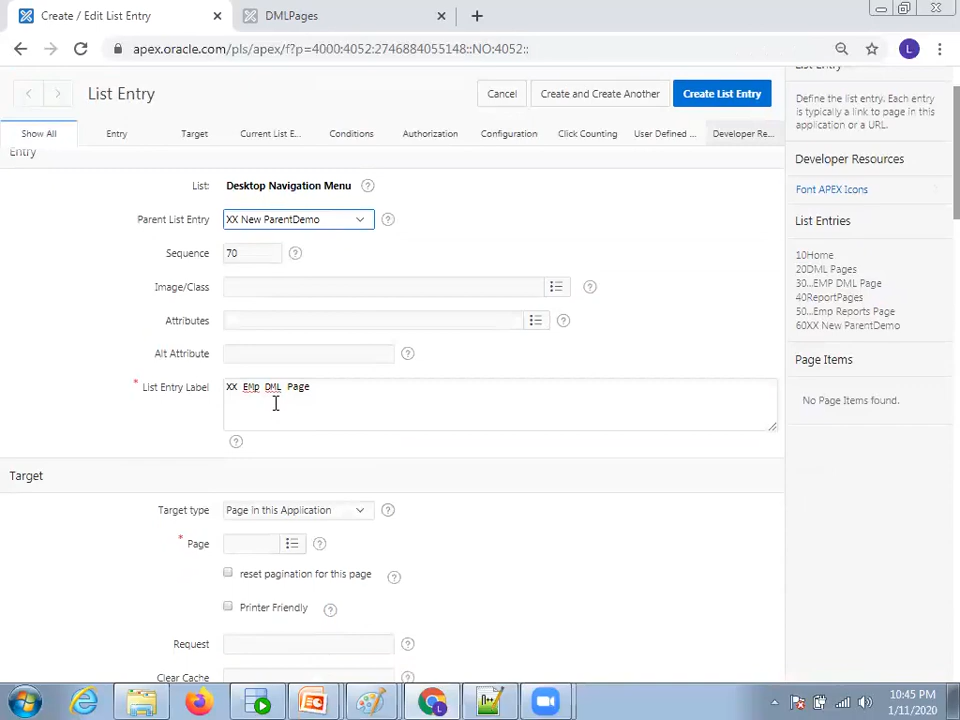 Create / Edit List Entry
DMLPages
apex.oracle.com/pls/apex/f?p=4000:4052:2746884055148::NO:4052::
L
List Entry
Cancel
Create and Create Another
Create List Entry
Show All
Entry
Target
Current List E...
Conditions
Authorization
Configuration
Click Counting
User Defined ...
Developer Re...
Entry
List:
Desktop Navigation Menu
Parent List Entry
XX New ParentDemo
Sequence
70
Image/Class
Attributes
Alt Attribute
* List Entry Label
XX EMp DML Page
Target
Target type
Page in this Application
* Page
reset pagination for this page
Printer Friendly
Request
Clear Cache
List Entry
Define the list entry. Each entry
is typically a link to page in this
application or a URL.
Developer Resources
Font APEX Icons
List Entries
10Home
20DML Pages
30...EMP DML Page
40ReportPages
50...Emp Reports Page
60XX New ParentDemo
Page Items
No Page Items found.
10:45 PM
1/11/2020